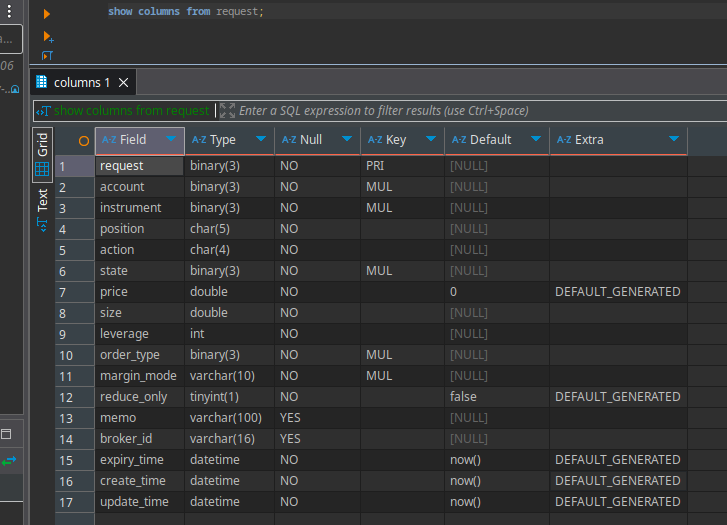 show columns from request;
a...
06
-..
columns 1
show columns from request Enter a SQL expression to filter results (use Ctrl+Space)
Grid
Text
A-Z Field A-Z Type A-Z Null A-Z Key A-Z Default A-Z Extra
1 request binary(3) NO PRI [NULL]
2 account binary(3) NO MUL [NULL]
3 instrument binary(3) NO MUL [NULL]
4 position char(5) NO [NULL]
5 action char(4) NO [NULL]
6 state binary(3) NO MUL [NULL]
7 price double NO 0 DEFAULT_GENERATED
8 size double NO [NULL]
9 leverage int NO [NULL]
10 order_type binary(3) NO MUL [NULL]
11 margin_mode varchar(10) NO MUL [NULL]
12 reduce_only tinyint(1) NO false DEFAULT_GENERATED
13 memo varchar(100) YES [NULL]
14 broker_id varchar(16) YES [NULL]
15 expiry_time datetime NO now() DEFAULT_GENERATED
16 create_time datetime NO now() DEFAULT_GENERATED
17 update_time datetime NO now() DEFAULT_GENERATED